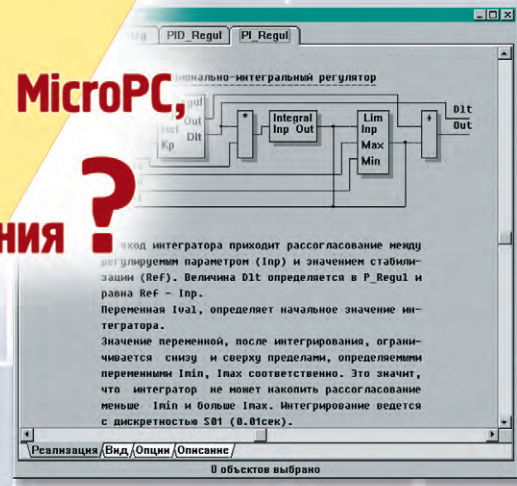 PID_Regul PI_Regul
MicroPC,
регулятор
Out
Dlt
Kp
*
Integral
Inp Out
Lim
Inp
Max
Min
+
Dlt
Out
ния ?
вход интегратора приходит рассогласование между
регулируемым параметром (Inp) и значением стабили-
зации (Ref). Величина Dlt определяется в P_Regul и
равна Ref - Inp.
Переменная Ival, определяет начальное значение ин-
тегратора.
Значение переменной, после интегрирования, ограни-
чивается снизу и сверху пределами, определяемыми
переменными Imin, Imax соответственно. Это значит,
что интегратор не может накопить рассогласование
меньше Imin и больше Imax. Интегрирование ведется
с дискретностью S01 (0.01сек).
Реализация Вид Опции Описание
0 объектов выбрано